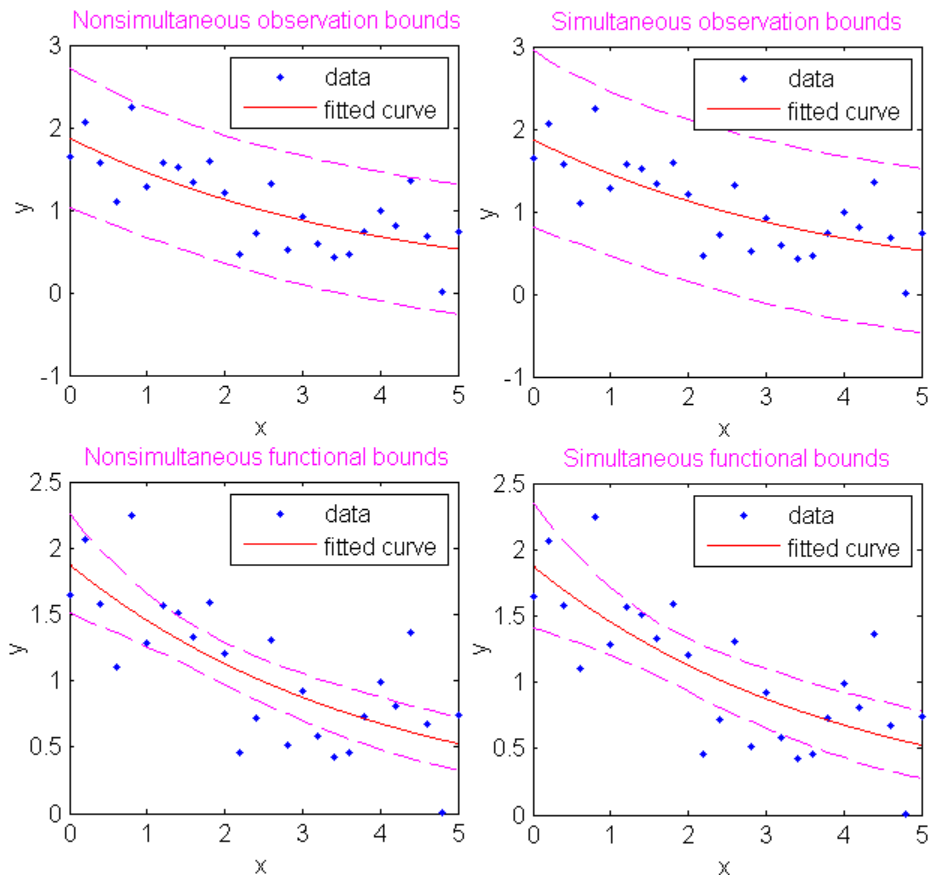 Nonsimultaneous observation bounds
3
2
1
0
-1
y
data
fitted curve
0 1 2 3 4 5
x
Simultaneous observation bounds
3
2
1
0
-1
y
data
fitted curve
0 1 2 3 4 5
x
Nonsimultaneous functional bounds
2.5
2
1.5
1
0.5
0
y
data
fitted curve
0 1 2 3 4 5
x
Simultaneous functional bounds
2.5
2
1.5
1
0.5
0
y
data
fitted curve
0 1 2 3 4 5
x